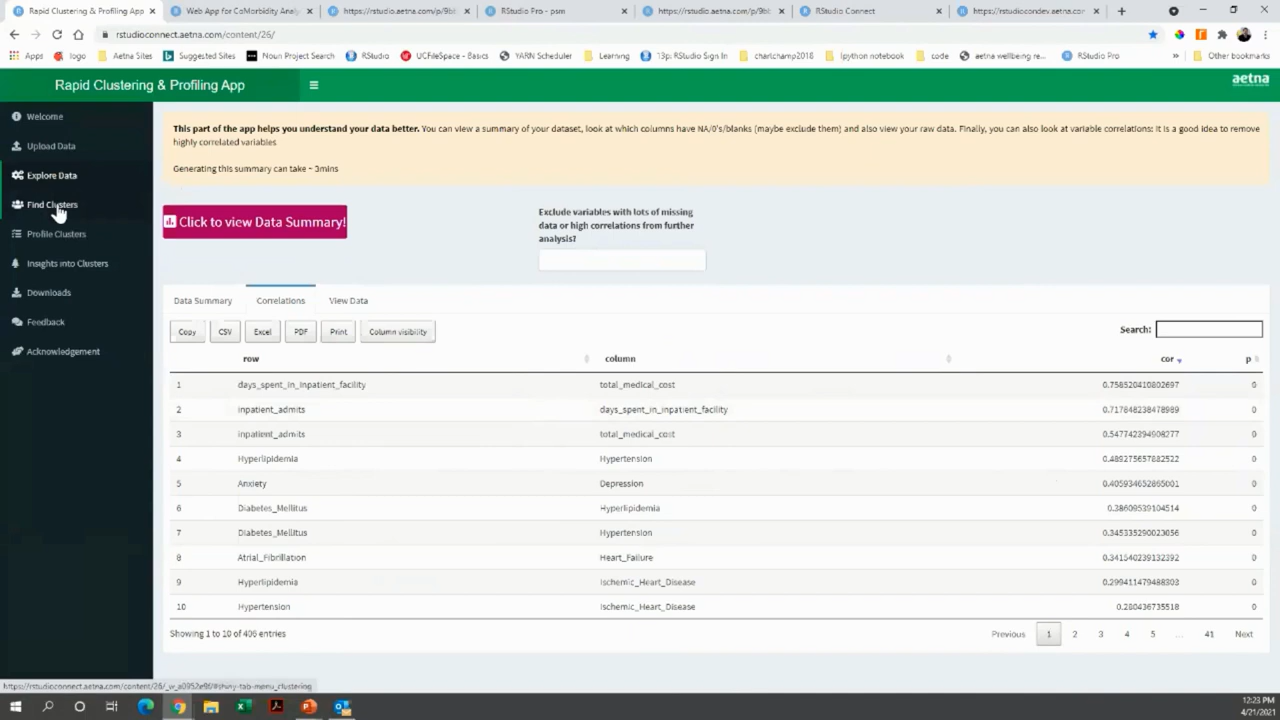 Rapid Clustering & Profiling App
Web App for CoMorbidity Analy
https://rstudio.aetna.com/p/9bb
RStudio Pro - psm
https://rstudio.aetna.com/p/9bb
RStudio Connect
https://rstudiocondev.aetna.con
rstudioconnect.aetna.com/content/26/
Apps
logo
Aetna Sites
Suggested Sites
Noun Project Search
RStudio
UCFileSpace - Basics
YARN Scheduler
Learning
13p: RStudio Sign In
charlchamp2018
Ipython notebook
code
aetna wellbeing re...
RStudio Pro
Other bookmarks
Rapid Clustering & Profiling App
aetna
Welcome
Upload Data
Explore Data
Find Clusters
Profile Clusters
Insights into Clusters
Downloads
Feedback
Acknowledgement
This part of the app helps you understand your data better. You can view a summary of your dataset, look at which columns have NA/0's/blanks (maybe exclude them) and also view your raw data. Finally, you can also look at variable correlations: it is a good idea to remove
highly correlated variables
Generating this summary can take ~ 3mins
Click to view Data Summary!
Exclude variables with lots of missing
data or high correlations from further
analysis?
Data Summary
Correlations
View Data
Copy CSV Excel PDF Print Column visibility
Search:
row column cor p
1 days_spent_in_inpatient_facility total_medical_cost 0.758520410802697 0
2 inpatient_admits days_spent_in_inpatient_facility 0.717848238478989 0
3 inpatient_admits total_medical_cost 0.547742394908277 0
4 Hyperlipidemia Hypertension 0.489275657882522 0
5 Anxiety Depression 0.405934652865001 0
6 Diabetes_Mellitus Hyperlipidemia 0.38609539104514 0
7 Diabetes_Mellitus Hypertension 0.345335290023056 0
8 Atrial_Fibrillation Heart_Failure 0.341540239132392 0
9 Hyperlipidemia Ischemic_Heart_Disease 0.299411479488303 0
10 Hypertension Ischemic_Heart_Disease 0.280436735518 0
Showing 1 to 10 of 406 entries
Previous 1 2 3 4 5 ... 41 Next
12:23 PM
4/21/2021